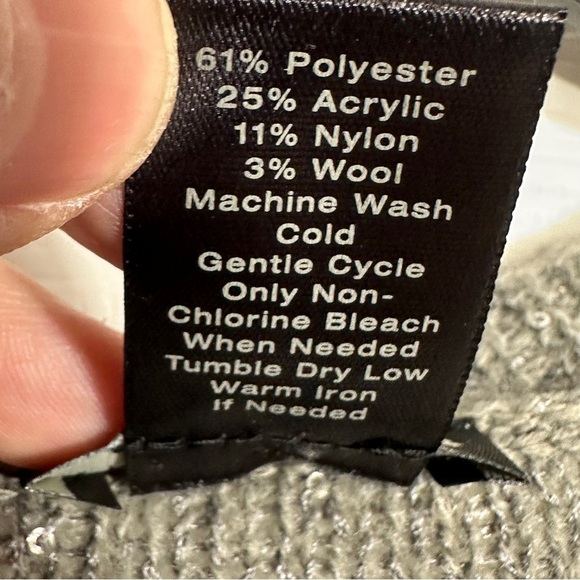 61% Polyester
25% Acrylic
11% Nylon
3% Wool
Machine Wash
Cold
Gentle Cycle
Only Non-
Chlorine Bleach
When Needed
Tumble Dry Low
Warm Iron
If Needed